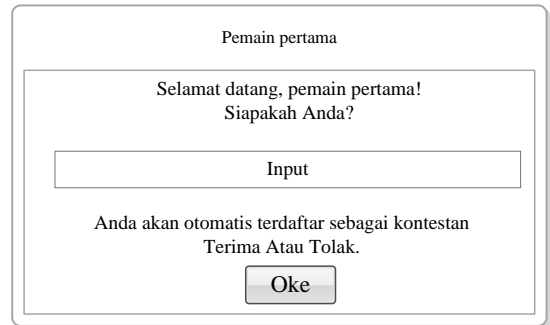 Pemain pertama
Selamat datang, pemain pertama!
Siapakah Anda?
Input
Anda akan otomatis terdaftar sebagai kontestan
Terima Atau Tolak.
Oke